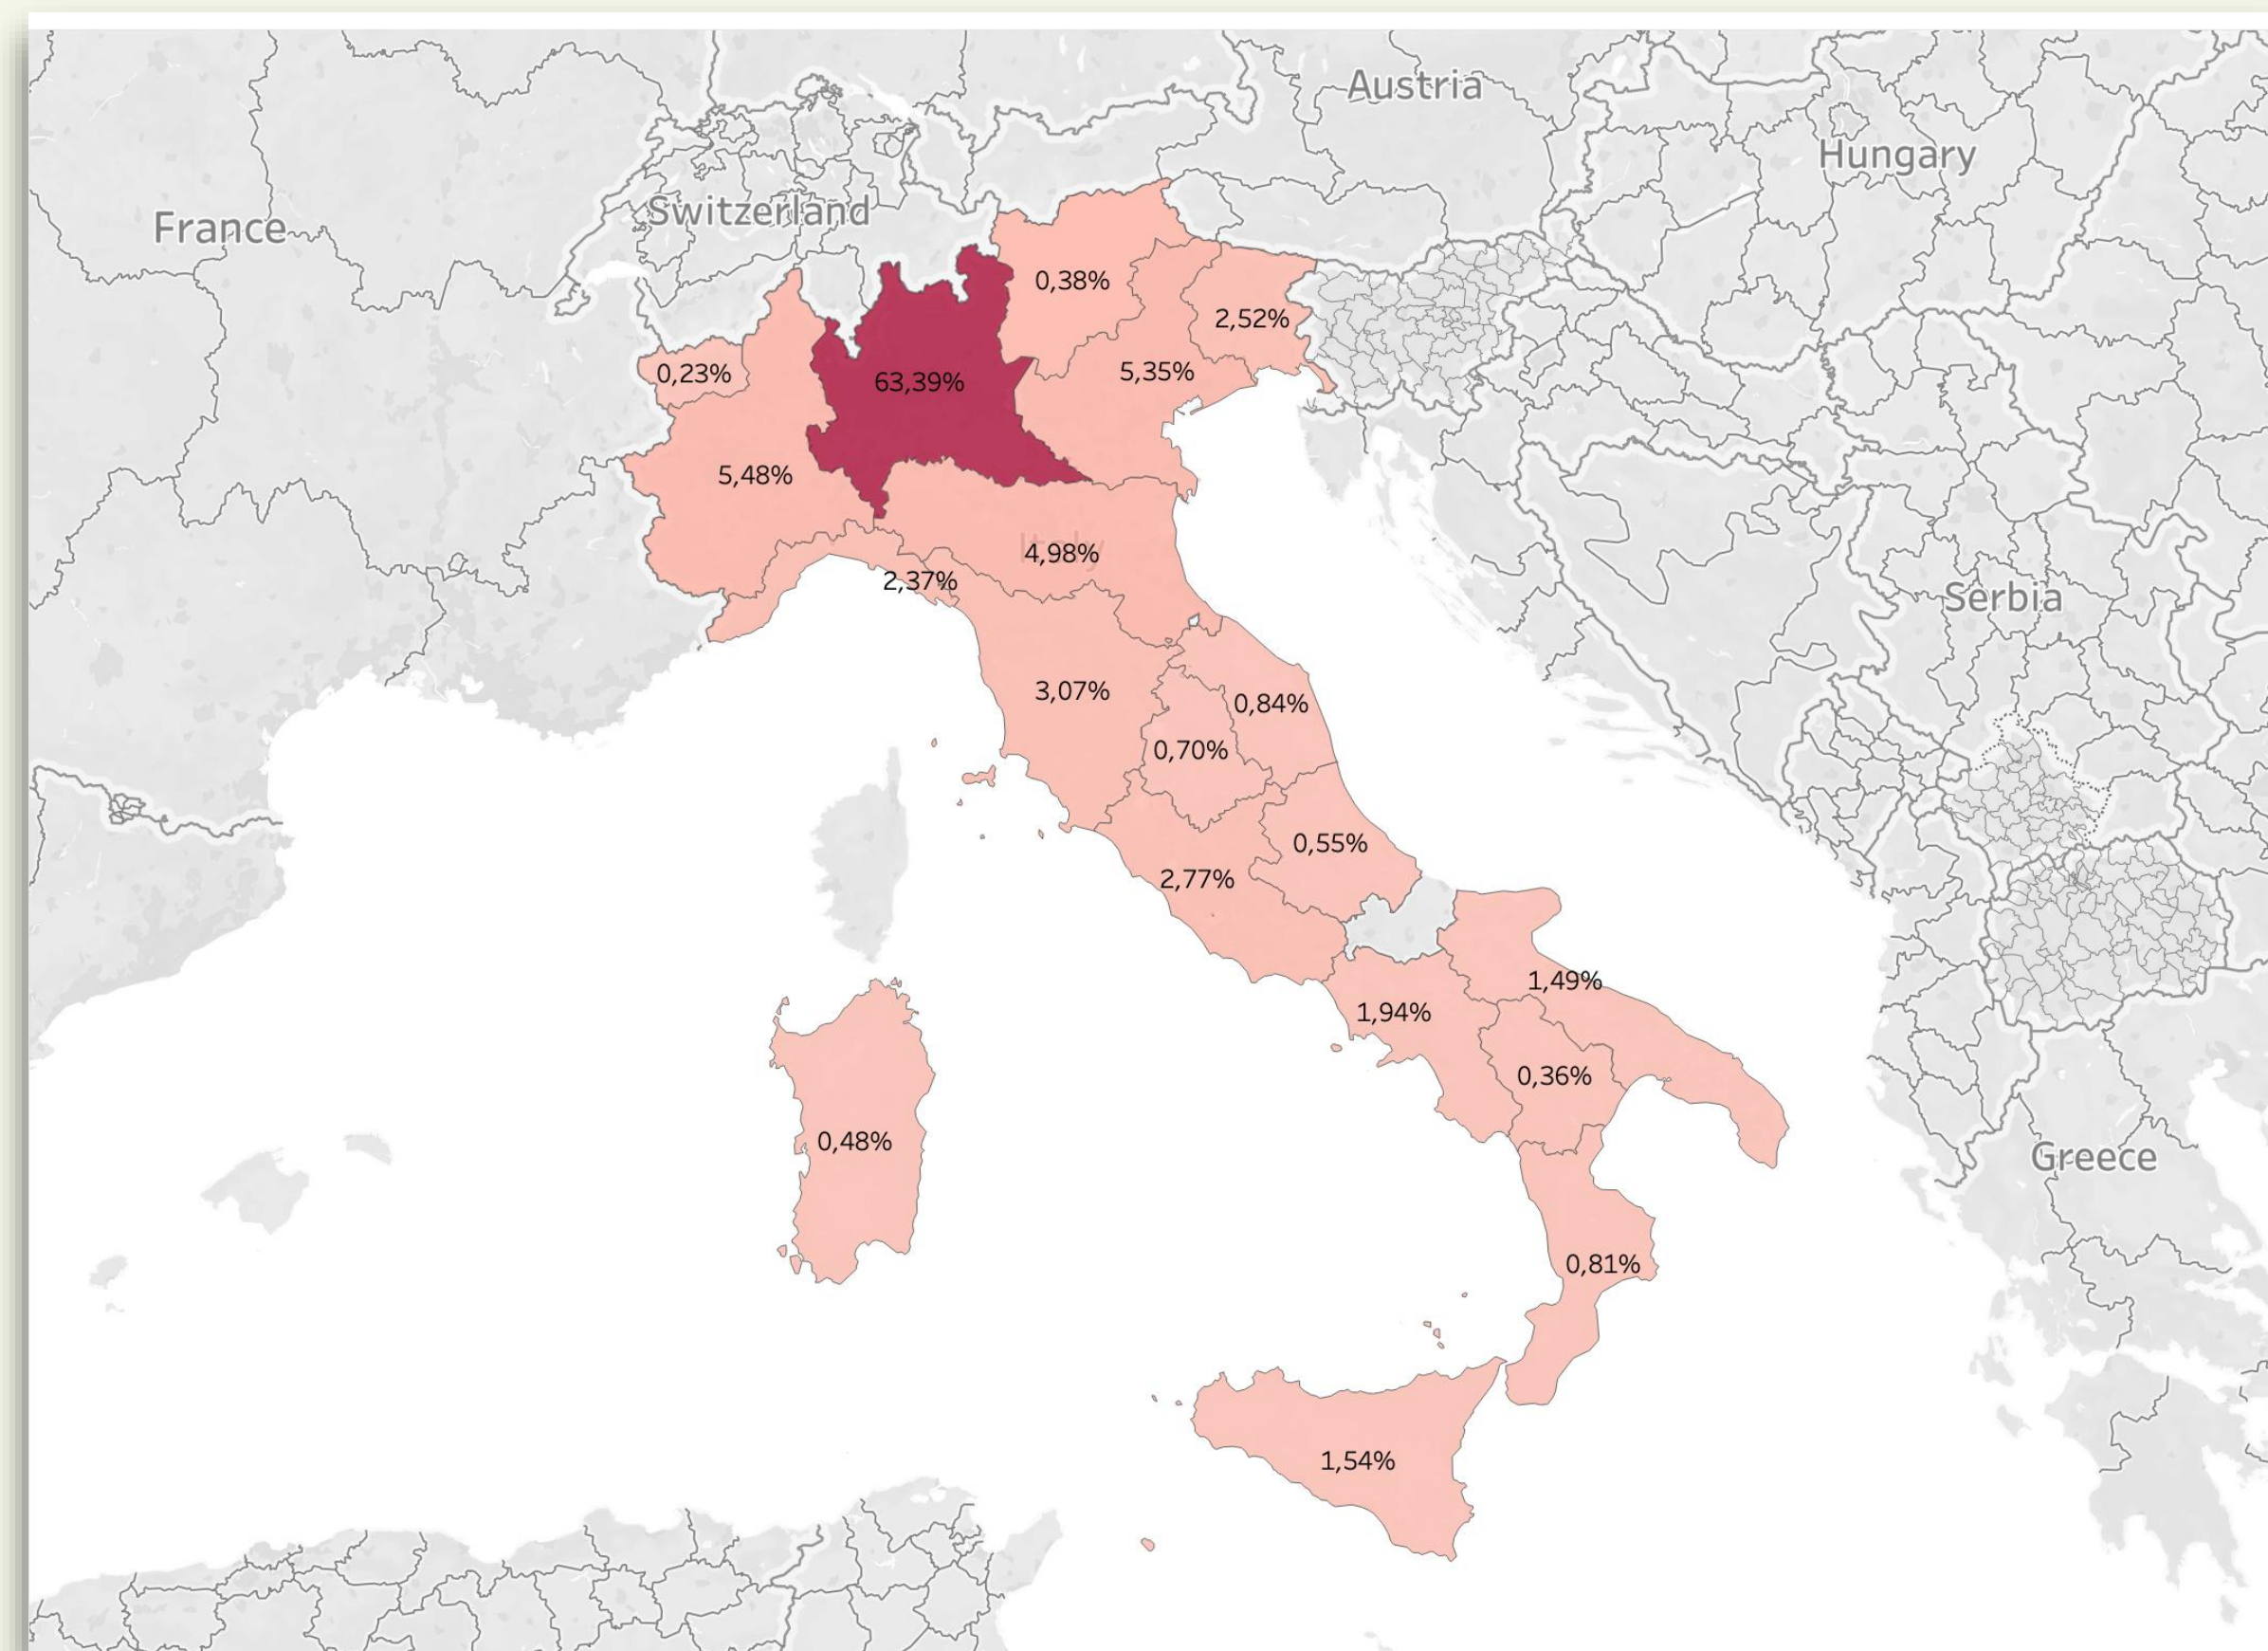 Austria
Hungary
Switzerland
France
0,38%
2,52%
0,23%
63,39%
5,35%
5,48%
Italy
4,98%
2,37%
Serbia
3,07%
0,84%
0,70%
0,55%
2,77%
1,49%
1,94%
0,36%
0,48%
Greece
0,81%
1,54%